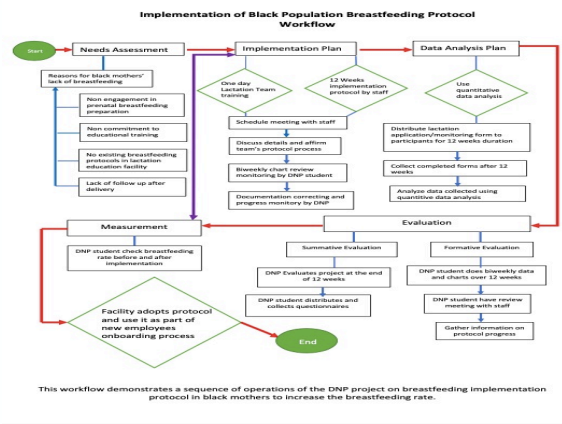 Implementation of Black Population Breastfeeding Protocol
Workflow
Start
Needs Assessment
Implementation Plan
Data Analysis Plan
Reasons for black mothers'
lack of breastfeeding
Non engagement in
prenatal breastfeeding
preparation
Non commitment to
educational training
No existing breastfeeding
protocols in lactation
education facility
Lack of follow up after
delivery
One day
Lactation Team
training
12 Weeks
implementation
protocol by staff
Schedule meeting with staff
Discuss details and affirm
team's protocol process
Biweekly chart review
monitoring by DNP student
Documentation correcting and
progress monitory by DNP
Use
quantitative
data analysis
Distribute lactation
application/monitoring form to
participants for 12 weeks duration
Collect completed forms after 12
weeks
Analyze data collected using
quantitive data analysis
Measurement
DNP student check breastfeeding
rate before and after
implementation
Evaluation
Summative Evaluation
DNP Evaluates project at the end
of 12 weeks
DNP student distributes and
collects questionnaires
Formative Evaluation
DNP student does biweekly data
and charts over 12 weeks
DNP student have review
meeting with staff
Gather information on
protocol progress
Facility adopts protocol
and use it as part of
new employees
onboarding process
End
This workflow demonstrates a sequence of operations of the DNP project on breastfeeding implementation
protocol in black mothers to increase the breastfeeding rate.